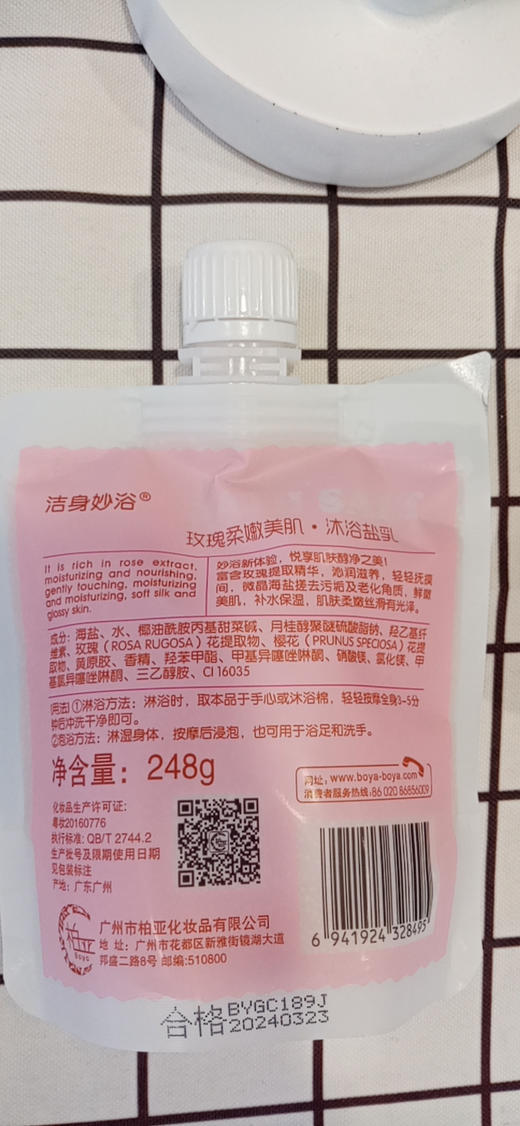 洁身妙浴®
玫瑰柔嫩美肌·沐浴盐乳
It is rich in rose extract,
moisturizing and nourishing,
gently touching, moisturizing
and moisturizing, soft silk and
glossy skin.
妙浴新体验，悦享肌肤醇净之美！
富含玫瑰提取精华，沁润滋养，轻轻抚摸
间，微晶海盐搓去污垢及老化角质，鲜嫩
美肌，补水保湿，肌肤柔嫩丝滑有光泽。
成分：海盐、水、椰油酰胺丙基甜菜碱、月桂醇聚醚硫酸酯钠、羟乙基纤
维素、玫瑰（ROSA RUGOSA）花提取物、樱花（PRUNUS SPECIOSA）花提
取物、黄原胶、香精、羟苯甲酯、甲基异噻唑啉酮、硝酸镁、氯化镁、甲
基氯异噻唑啉酮、三乙醇胺、CI 16035
[用法]①淋浴方法：淋浴时，取本品于手心或沐浴棉，轻轻按摩全身3-5分
钟后冲洗干净即可。
②泡浴方法：淋湿身体，按摩后浸泡，也可用于浴足和洗手。
净含量：248g
网址：www.boya-boya.com
消费者服务热线:86 020 86856009
化妆品生产许可证：
粤妆20160776
执行标准: QB/T 2744.2
生产批号及限期使用日期
见包装标注
产地：广东广州
柏亚
Boya
广州市柏亚化妆品有限公司
地址：广州市花都区新雅街镜湖大道
邦盛二路8号 邮编:510800
6 941924 328495
合格 BYGC189J
20240323